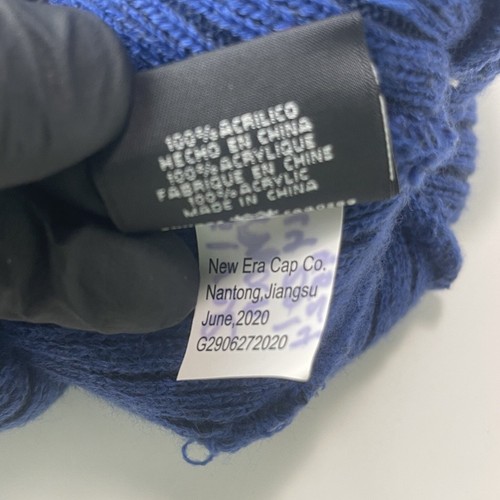 100% ACRILICO
HECHO EN CHINA
100% ACRYLIQUE
FABRIQUE EN CHINE
100% ACRYLIC
MADE IN CHINA
New Era Cap Co.
Nantong,Jiangsu
June,2020
G2906272020